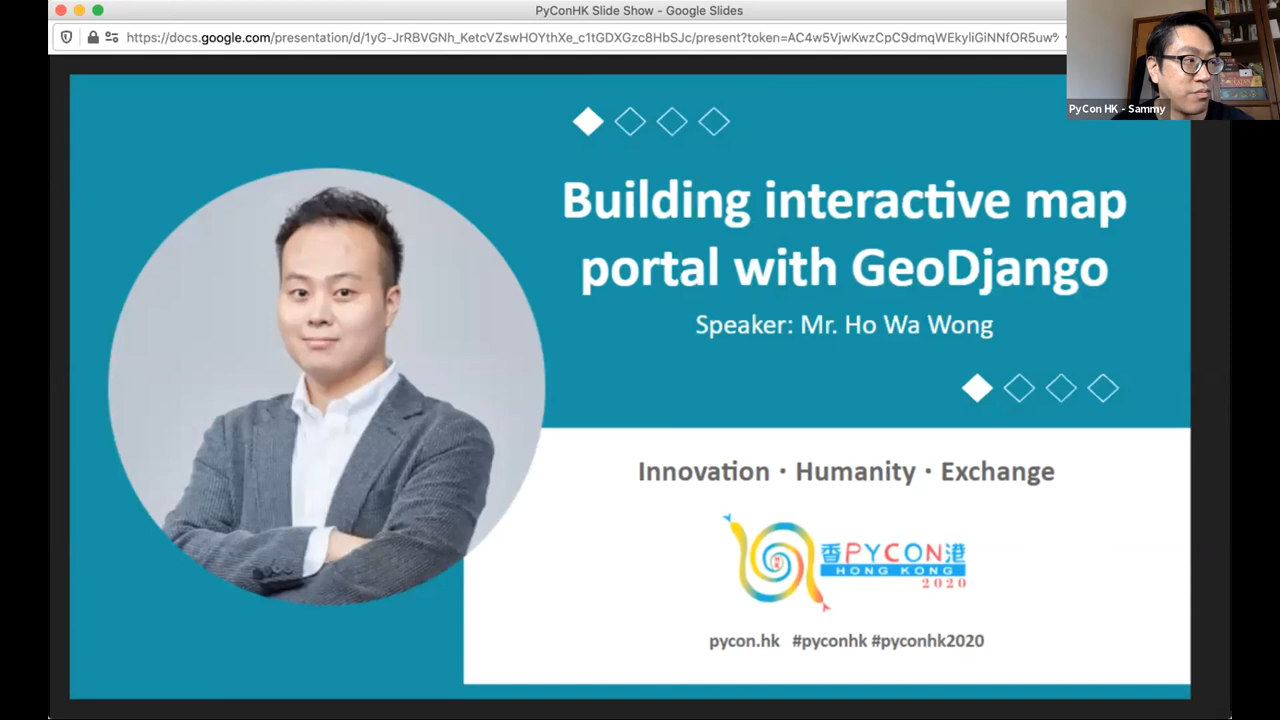 PyConHK Slide Show - Google Slides
https://docs.google.com/presentation/d/1yG-JrRBVGNh_KetcVZswHOYthXe_c1tGDXGzc8HbSJc/present?token=AC4w5VjwKwzCpC9dmqWEkyliGiNNfOR5uw
PyCon HK - Sammy
Building interactive map
portal with GeoDjango
Speaker: Mr. Ho Wa Wong
Innovation · Humanity · Exchange
香PYCON港
HONG KONG
2020
pycon.hk #pyconhk #pyconhk2020